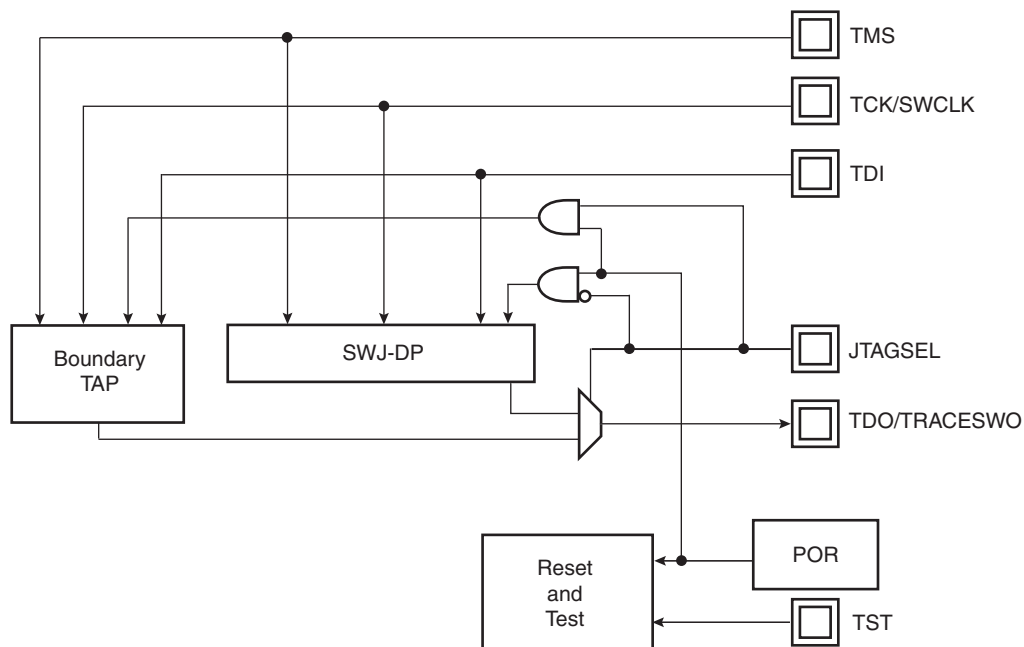 TMS
TCK/SWCLK
TDI
Boundary
TAP
SWJ-DP
JTAGSEL
TDO/TRACESWO
Reset
and
Test
POR
TST